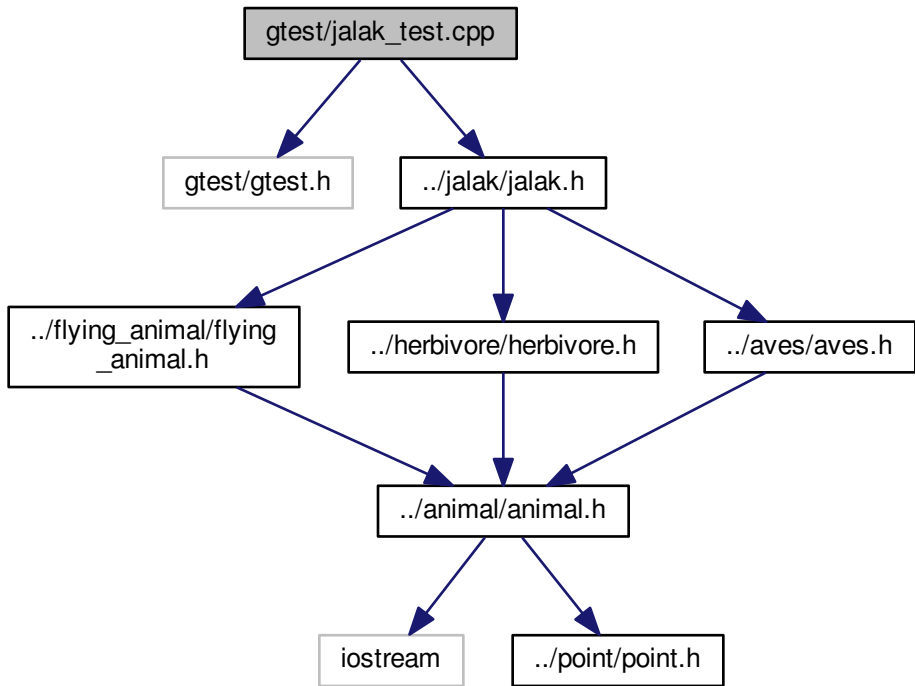 gtest/jalak_test.cpp
gtest/gtest.h
../jalak/jalak.h
../flying_animal/flying
_animal.h
../herbivore/herbivore.h
../aves/aves.h
../animal/animal.h
iostream
../point/point.h